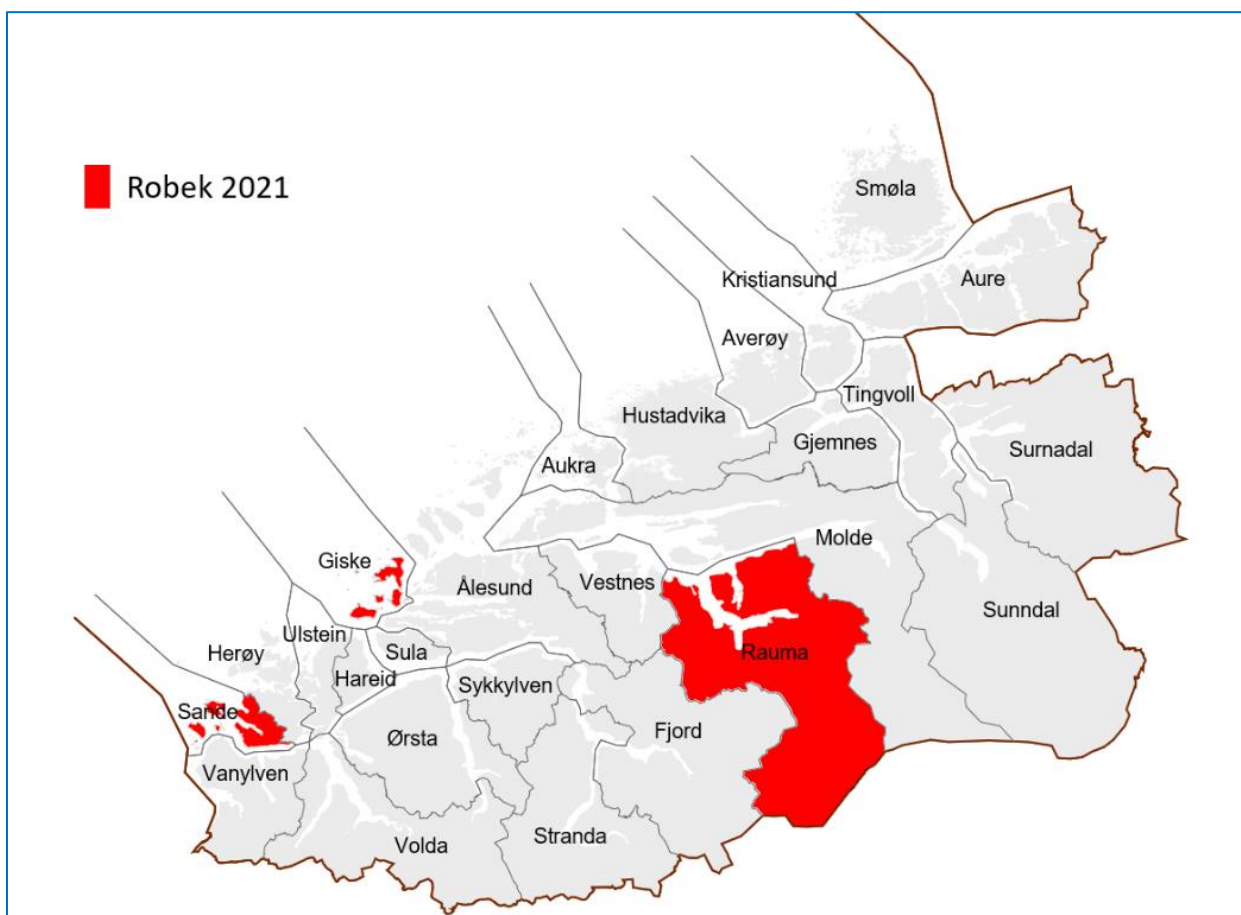 Robek 2021
Smøla
Kristiansund
Aure
Averøy
Tingvoll
Hustadvika
Gjemnes
Surnadal
Aukra
Molde
Giske
Ålesund
Vestnes
Sunndal
Ulstein
Herøy
Sula
Rauma
Hareid
Sykkylven
Sande
Fjord
Ørsta
Vanylven
Stranda
Volda